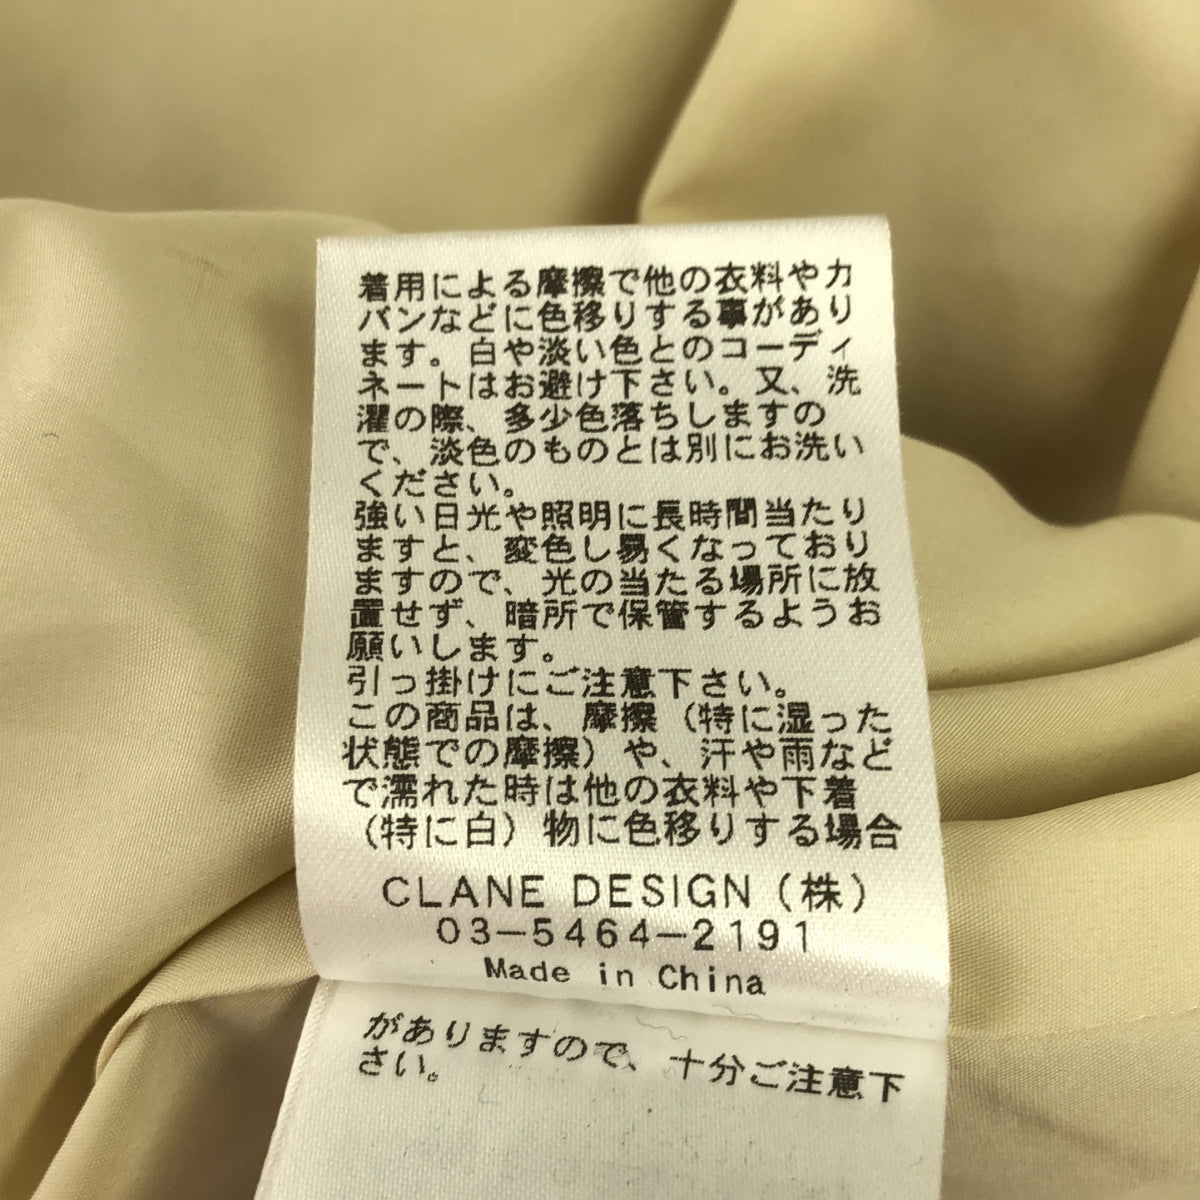 着用による摩擦で他の衣料やカ
バンなどに色移りする事があり
ます。白や淡い色とのコーディ
ネートはお避け下さい。又、洗
濯の際、多少色落ちしますの
で、淡色のものとは別にお洗い
ください。
強い日光や照明に長時間当たり
ますと、変色し易くなっており
ますので、光の当たる場所に放
置せず、暗所で保管するようお
願いします。
引っ掛けにご注意下さい。
この商品は、摩擦(特に湿った
状態での摩擦)や、汗や雨など
で濡れた時は他の衣料や下着
(特に白)物に色移りする場合
CLANE DESIGN(株)
03-5464-2191
Made in China
がありますので、十分ご注意下
さい。